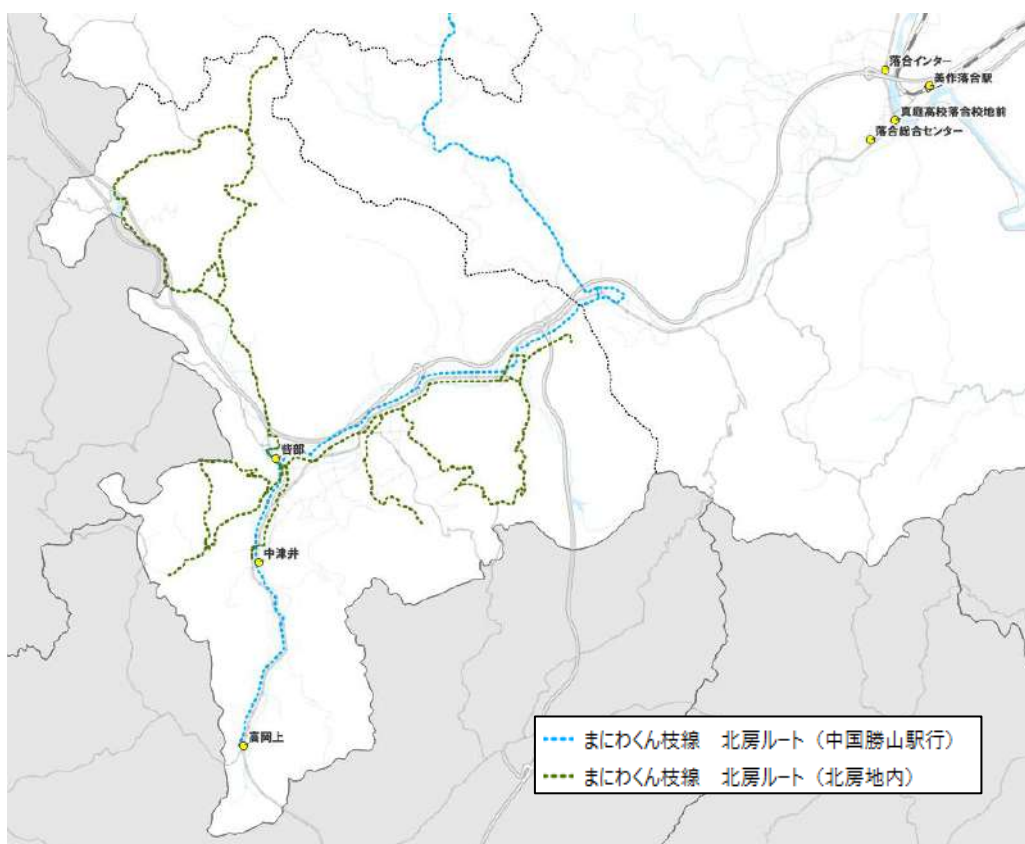 落合インター
美作落合駅
真庭高校落合校地前
落合総合センター
呰部
中津井
高岡上
まにわくん枝線　北房ルート（中国勝山駅行）
まにわくん枝線　北房ルート（北房地内）